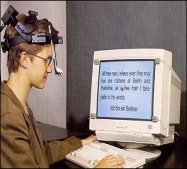 All free men, where ever they may
live are citizens of Berlin and
therefore, as free man I take
pride in the words:
Ich bin ein Berliner